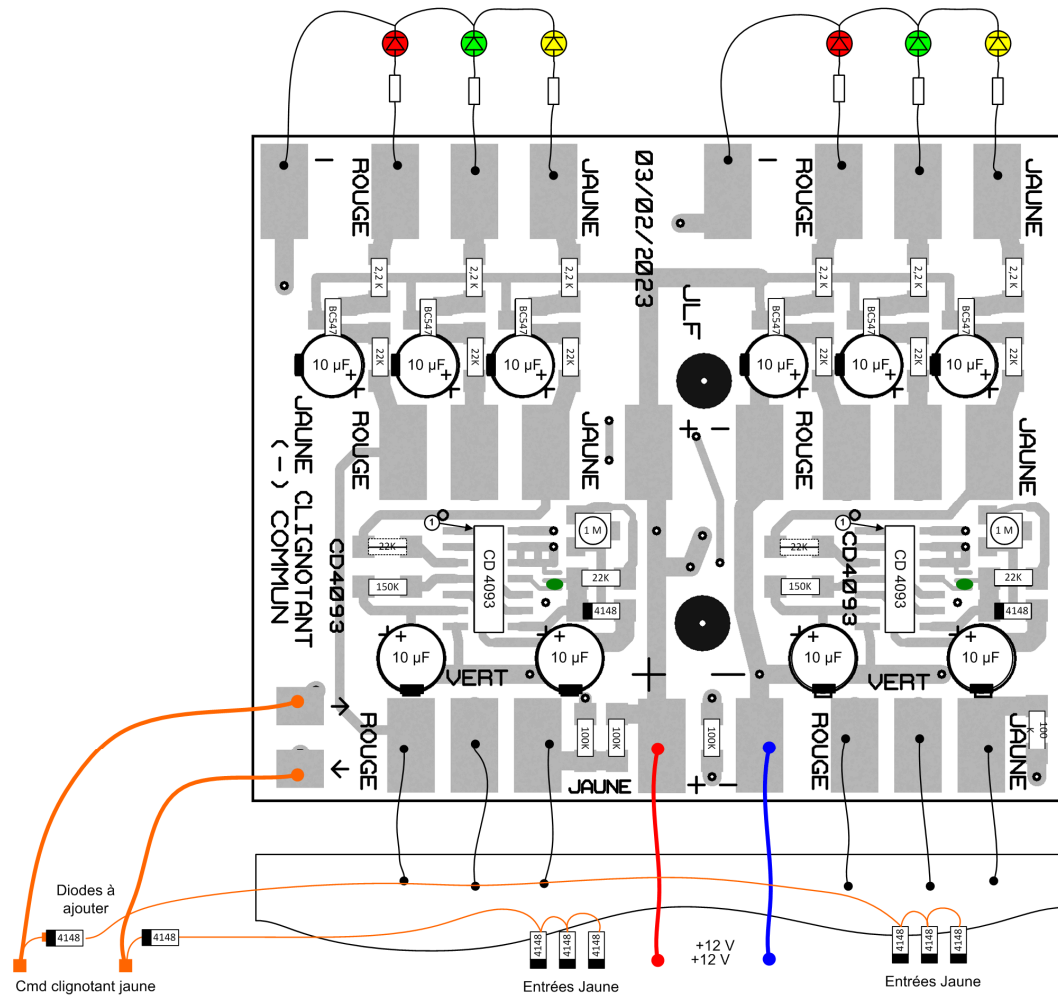 −
ROUGE
JAUNE
03/02/2023
−
ROUGE
JAUNE
2,2 K
2,2 K
2,2 K
2,2 K
2,2 K
2,2 K
JLF
BC547
BC547
BC547
BC547
BC547
BC547
10 µF
+
+
22K
10 µF
+
+
22K
10 µF
+
+
22K
10 µF
+
+
22K
10 µF
+
+
22K
10 µF
+
+
22K
JAUNE CLIGNOTANT
(-) COMMUN
ROUGE
JAUNE
+ −
ROUGE
JAUNE
CD4093
1
22K
150K
CD 4093
1 M
22K
4148
CD4093
1
22K
150K
CD 4093
1 M
22K
4148
+
10 µF
10 µF
+
+
10 µF
10 µF
+
VERT
+ −
VERT
→
←
ROUGE
100K
100K
100K
ROUGE
JAUNE
100 K
JAUNE
+ −
Diodes à
ajouter
4148
4148
4148
4148
4148
+12 V
+12 V
4148
4148
4148
Cmd clignotant jaune
Entrées Jaune
Entrées Jaune